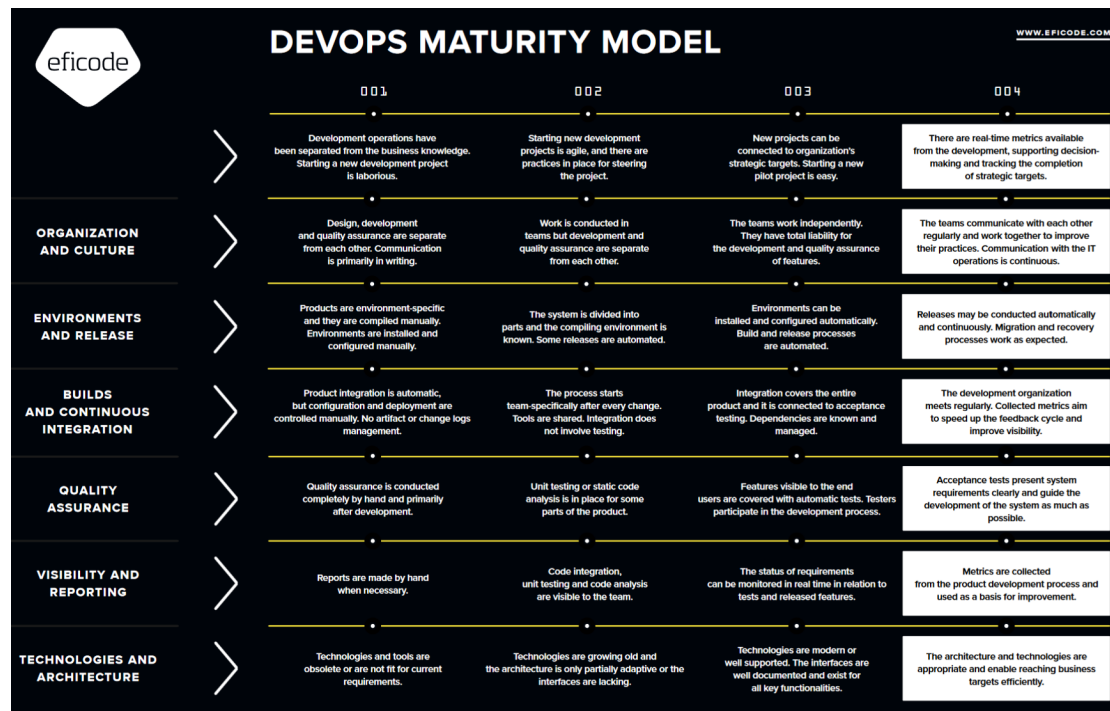 eficode
DEVOPS MATURITY MODEL
WWW.EFICODE.COM
001
002
003
004
Development operations have
been separated from the business knowledge.
Starting a new development project
is laborious.
Starting new development
projects is agile, and there are
practices in place for steering
the project.
New projects can be
connected to organization's
strategic targets. Starting a new
pilot project is easy.
There are real-time metrics available
from the development, supporting decision-
making and tracking the completion
of strategic targets.
ORGANIZATION
AND CULTURE
Design, development
and quality assurance are separate
from each other. Communication
is primarily in writing.
Work is conducted in
teams but development and
quality assurance are separate
from each other.
The teams work independently.
They have total liability for
the development and quality assurance
of features.
The teams communicate with each other
regularly and work together to improve
their practices. Communication with the IT
operations is continuous.
ENVIRONMENTS
AND RELEASE
Products are environment-specific
and they are compiled manually.
Environments are installed and
configured manually.
The system is divided into
parts and the compiling environment is
known. Some releases are automated.
Environments can be
installed and configured automatically.
Build and release processes
are automated.
Releases may be conducted automatically
and continuously. Migration and recovery
processes work as expected.
BUILDS
AND CONTINUOUS
INTEGRATION
Product integration is automatic,
but configuration and deployment are
controlled manually. No artifact or change logs
management.
The process starts
team-specifically after every change.
Tools are shared. Integration does
not involve testing.
Integration covers the entire
product and it is connected to acceptance
testing. Dependencies are known and
managed.
The development organization
meets regularly. Collected metrics aim
to speed up the feedback cycle and
improve visibility.
QUALITY
ASSURANCE
Quality assurance is conducted
completely by hand and primarily
after development.
Unit testing or static code
analysis is in place for some
parts of the product.
Features visible to the end
users are covered with automatic tests. Testers
participate in the development process.
Acceptance tests present system
requirements clearly and guide the
development of the system as much as
possible.
VISIBILITY AND
REPORTING
Reports are made by hand
when necessary.
Code integration,
unit testing and code analysis
are visible to the team.
The status of requirements
can be monitored in real time in relation to
tests and released features.
Metrics are collected
from the product development process and
used as a basis for improvement.
TECHNOLOGIES AND
ARCHITECTURE
Technologies and tools are
obsolete or are not fit for current
requirements.
Technologies are growing old and
the architecture is only partially adaptive or the
interfaces are lacking.
Technologies are modern or
well supported. The interfaces are
well documented and exist for
all key functionalities.
The architecture and technologies are
appropriate and enable reaching business
targets efficiently.